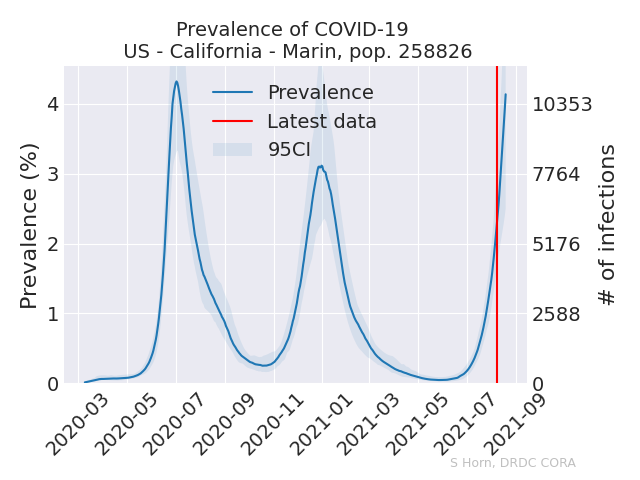 Prevalence of COVID-19
US - California - Marin, pop. 258826
Prevalence
Latest data
95CI
Prevalence (%)
4
3
2
1
0
10353
7764
5176
2588
0
# of infections
2020-03
2020-05
2020-07
2020-09
2020-11
2021-01
2021-03
2021-05
2021-07
2021-09
S Horn, DRDC CORA